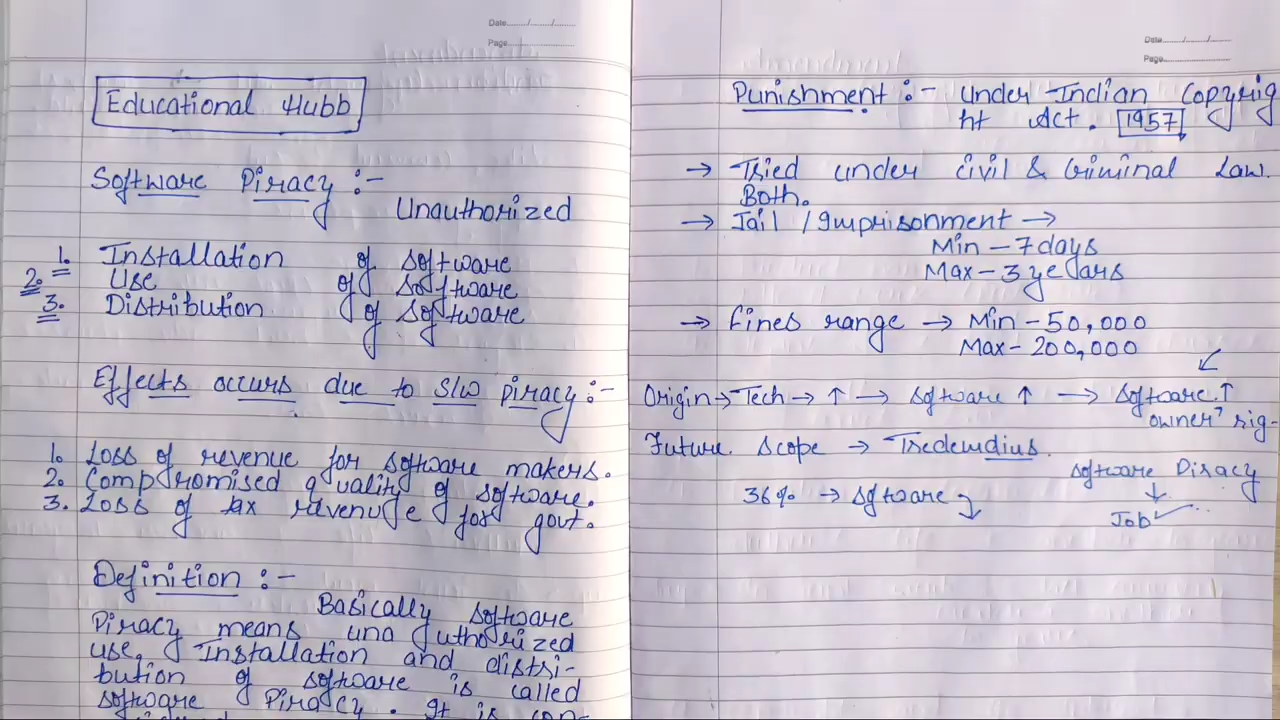 Date....../......../......
Page........................
Educational Hubb
Software Piracy :-
Unauthorized
1. Installation of software
2. Use of software
3. Distribution of software
Effects occurs due to S/W piracy :-
1. Loss of revenue for software makers.
2. Compromised quality of software.
3. Loss of tax revenue for govt.
Definition :-
Basically software
Piracy means unauthorized
use, Installation and distri-
bution of software is called
software Piracy. It is con-
Date....../......../......
Page........................
Punishment :- under Indian Copyrig
ht Act. 1957
→ Tried under civil & Criminal Law.
Both.
→ Jail / Imprisonment →
Min - 7 days
Max - 3 years
→ fines range → Min - 50,000
Max - 200,000
Origin → Tech → ↑ → Software ↑ → Software ↑
owner' rig-
Future Scope → Tredemdius.
36% → Software
software Piracy
↓
Job